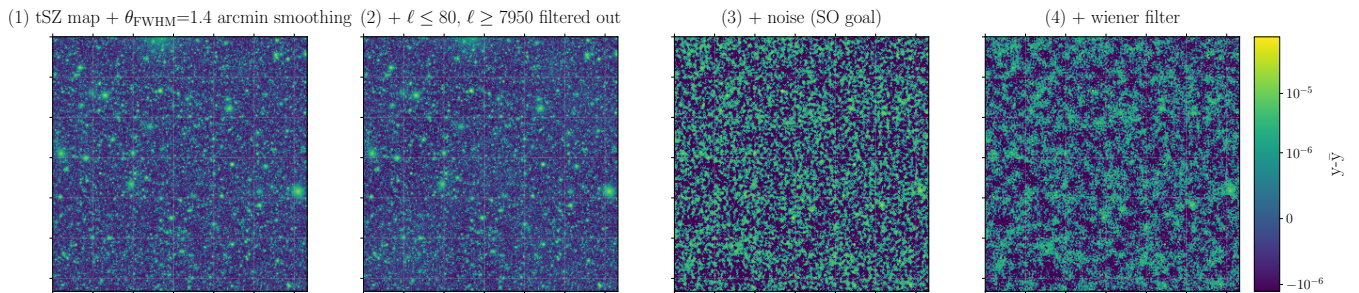 (1) tSZ map + θ_FWHM=1.4 arcmin smoothing
(2) + ℓ ≤ 80, ℓ ≥ 7950 filtered out
(3) + noise (SO goal)
(4) + wiener filter
10⁻⁵
10⁻⁶
0
−10⁻⁶
y-ȳ